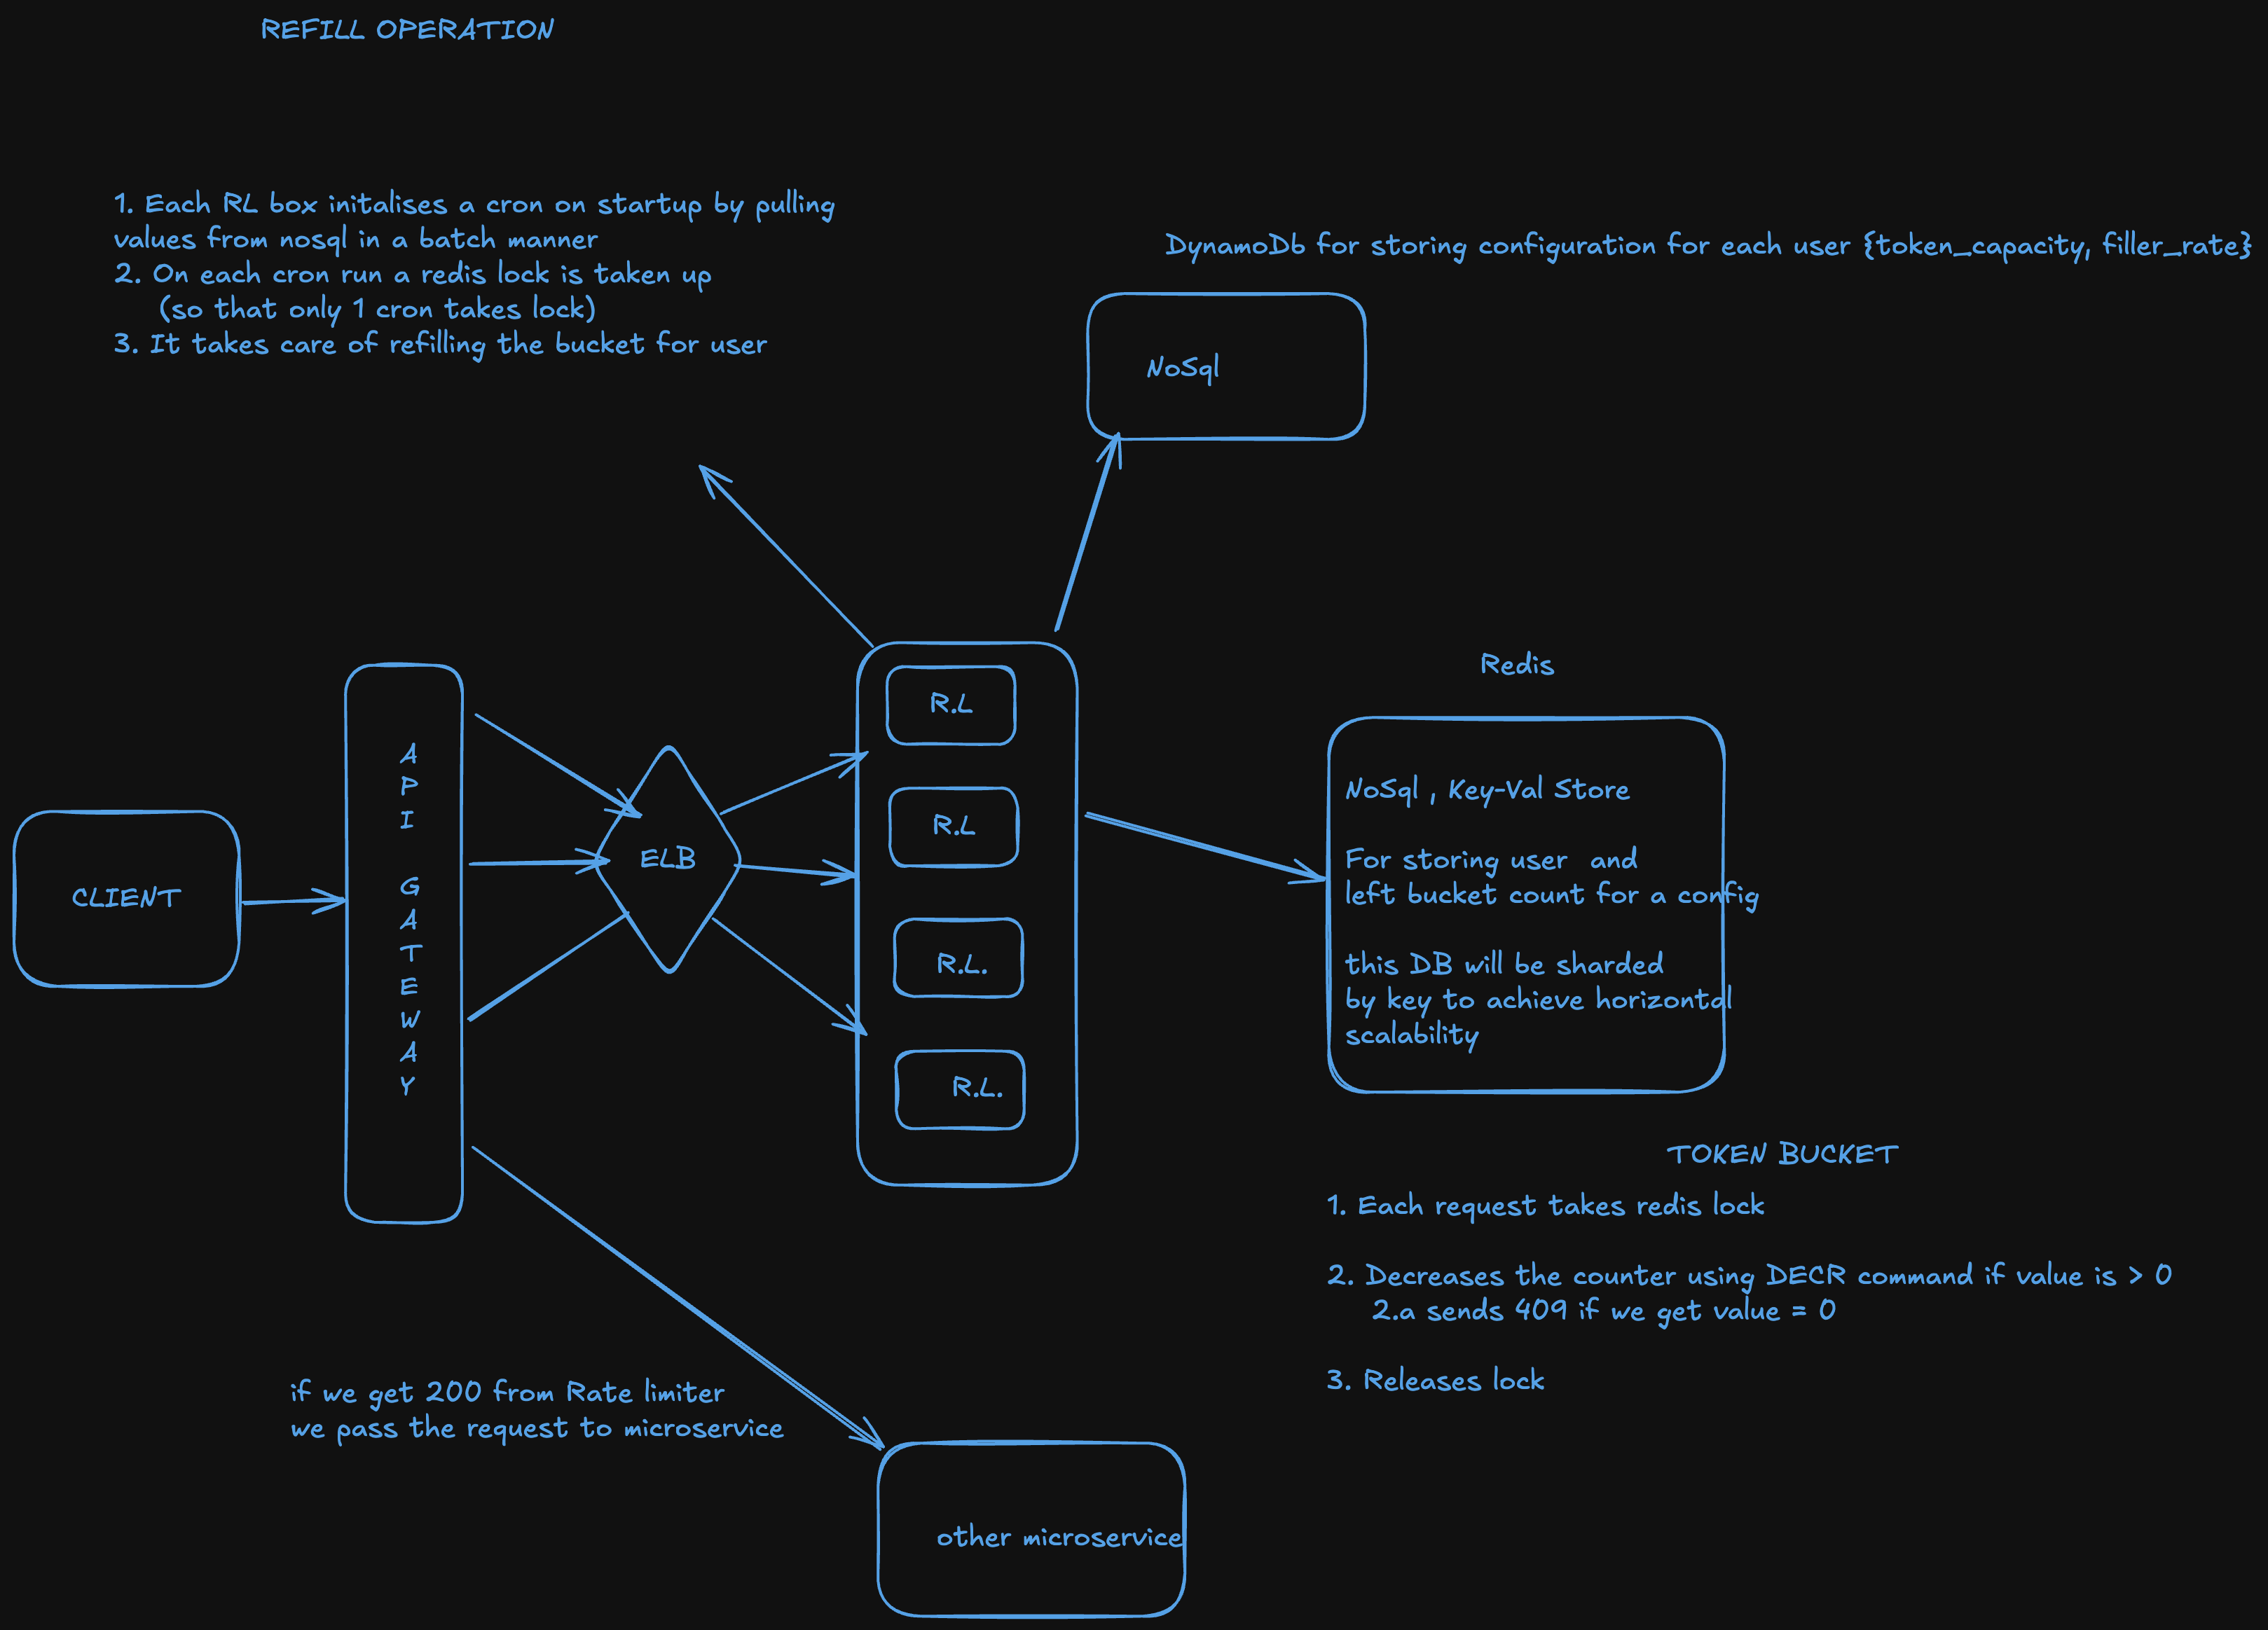 REFILL OPERATION
1. Each RL box initalises a cron on startup by pulling
values from nosql in a batch manner
2. On each cron run a redis lock is taken up
(so that only 1 cron takes lock)
3. It takes care of refilling the bucket for user
DynamoDb for storing configuration for each user {token_capacity, filler_rate}
NoSql
CLIENT
API GATEWAY
ELB
R.L
R.L
R.L.
R.L.
Redis
NoSql , Key-Val Store
For storing user and
left bucket count for a config
this DB will be sharded
by key to achieve horizontal
scalability
TOKEN BUCKET
1. Each request takes redis lock
2. Decreases the counter using DECR command if value is > 0
2.a sends 409 if we get value = 0
3. Releases lock
if we get 200 from Rate limiter
we pass the request to microservice
other microservice